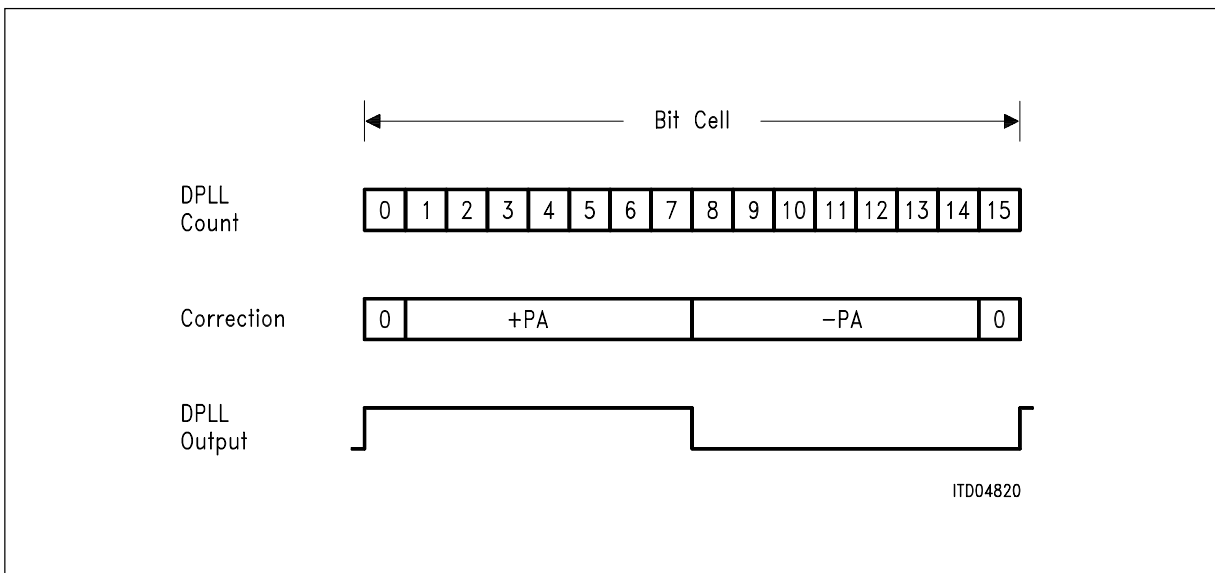 Bit Cell
DPLL
Count
0 1 2 3 4 5 6 7 8 9 10 11 12 13 14 15
Correction
0 +PA -PA 0
DPLL
Output
ITD04820